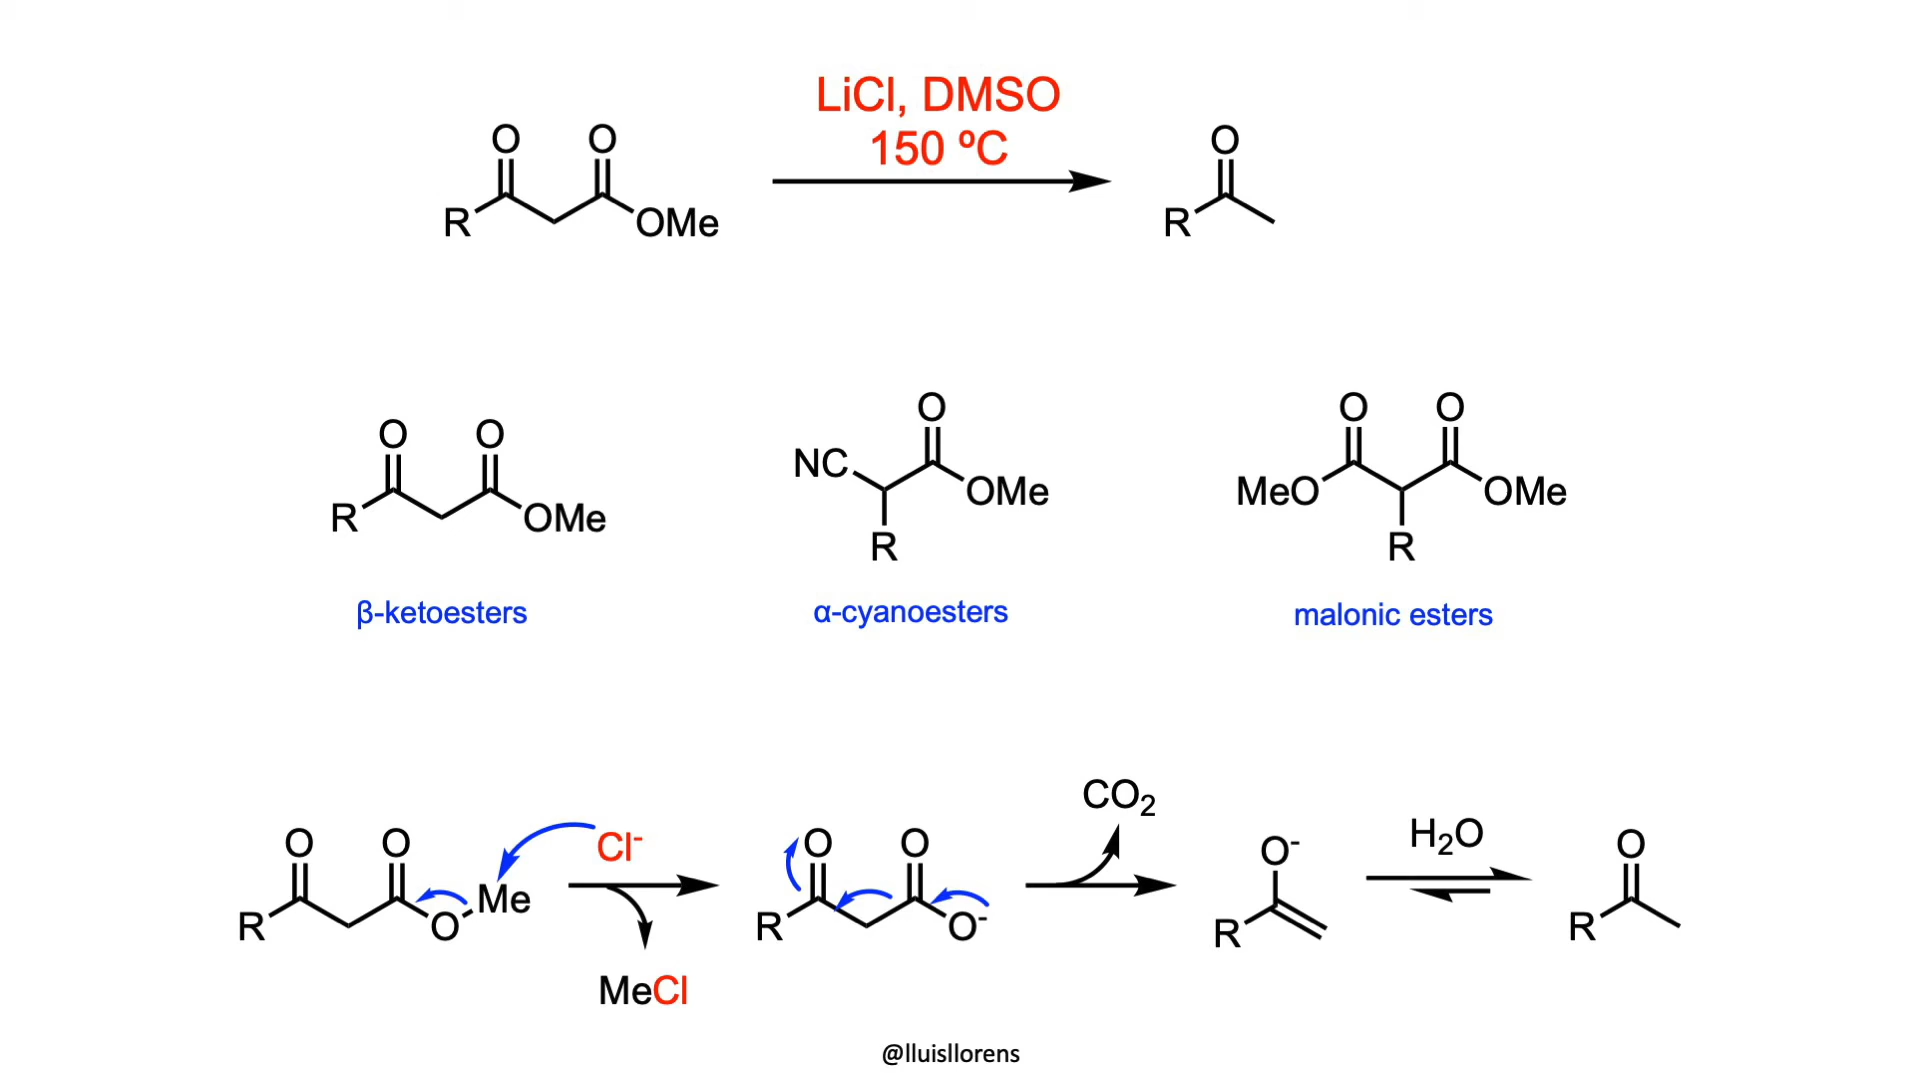 LiCl, DMSO
150 ºC
O
O
R
OMe
O
R
O
O
R
OMe
β-ketoesters
NC
O
OMe
R
α-cyanoesters
O
O
MeO
OMe
R
malonic esters
O
O
R
O
Me
Cl-
MeCl
O
O
R
O-
CO2
O-
R
H2O
O
R
@lluisllorens